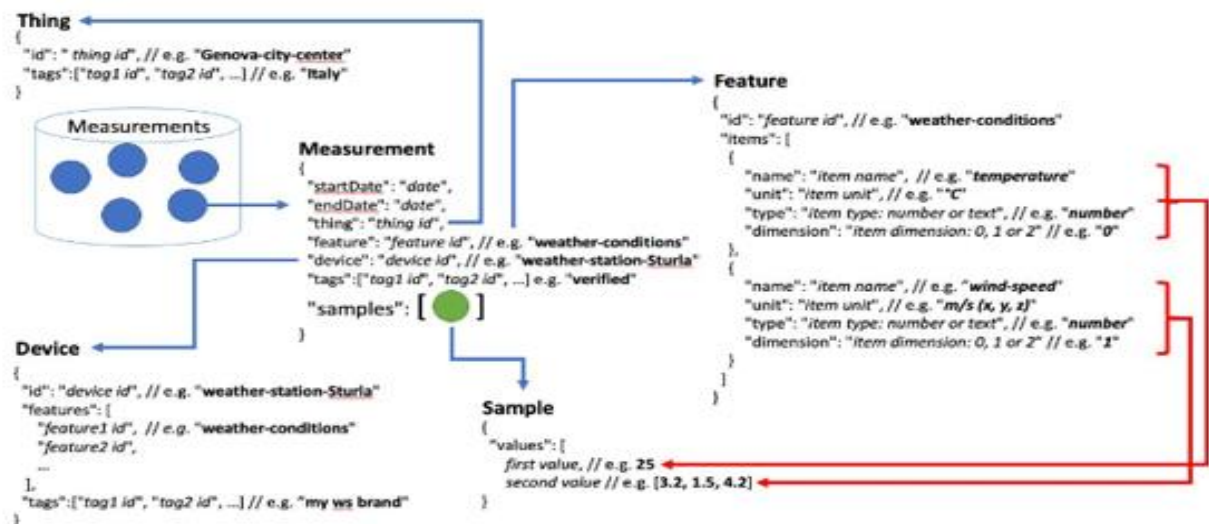 Thing
{
"id": " thing id", // e.g. "Genova-city-center"
"tags":["tag1 id", "tag2 id", ...] // e.g. "Italy"
}
Measurements
Measurement
{
"startDate": "date",
"endDate": "date",
"thing": "thing id",
"feature": "feature id", // e.g. "weather-conditions"
"device": "device id", // e.g. "weather-station-Sturla"
"tags":["tag1 id", "tag2 id", ...] e.g. "verified"
"samples": [ ]
}
Device
{
"id": "device id", // e.g. "weather-station-Sturla"
"features": [
"feature1 id", // e.g. "weather-conditions"
"feature2 id",
...
],
"tags":["tag1 id", "tag2 id", ...] // e.g. "my ws brand"
}
Sample
{
"values": [
first value, // e.g. 25
second value // e.g. [3.2, 1.5, 4.2]
}
Feature
{
"id": "feature id", // e.g. "weather-conditions"
"items": [
{
"name": "item name", // e.g. "temperature"
"unit": "item unit", // e.g. "°C"
"type": "item type: number or text", // e.g. "number"
"dimension": "item dimension: 0, 1 or 2" // e.g. "0"
},
{
"name": "item name", // e.g. "wind-speed"
"unit": "item unit", // e.g. "m/s (x, y, z)"
"type": "item type: number or text", // e.g. "number"
"dimension": "item dimension: 0, 1 or 2" // e.g. "1"
}
]
}